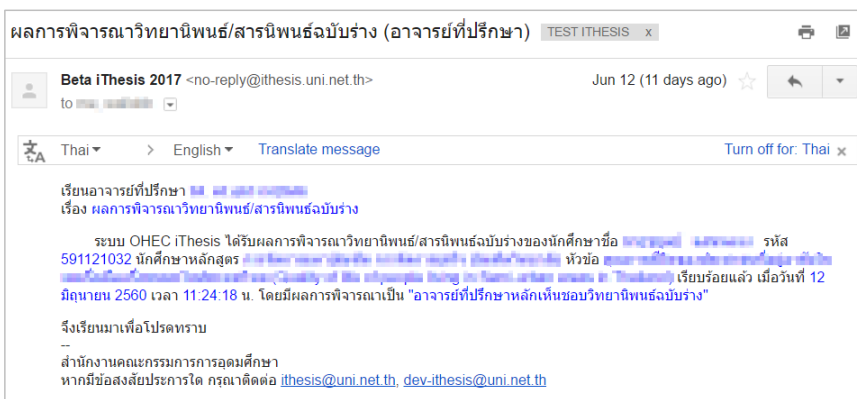 ผลการพิจารณาวิทยานิพนธ์/สารนิพนธ์ฉบับร่าง (อาจารย์ที่ปรึกษา) TEST ITHESIS x
Beta iThesis 2017 <no-reply@ithesis.uni.net.th> Jun 12 (11 days ago)
to
Thai > English Translate message Turn off for: Thai x
เรียนอาจารย์ที่ปรึกษา
เรื่อง ผลการพิจารณาวิทยานิพนธ์/สารนิพนธ์ฉบับร่าง
ระบบ OHEC iThesis ได้รับผลการพิจารณาวิทยานิพนธ์/สารนิพนธ์ฉบับร่างของนักศึกษาชื่อ รหัส
591121032 นักศึกษาหลักสูตร หัวข้อ
เรียบร้อยแล้ว เมื่อวันที่ 12
มิถุนายน 2560 เวลา 11:24:18 น. โดยมีผลการพิจารณาเป็น "อาจารย์ที่ปรึกษาหลักเห็นชอบวิทยานิพนธ์ฉบับร่าง"
จึงเรียนมาเพื่อโปรดทราบ
--
สำนักงานคณะกรรมการการอุดมศึกษา
หากมีข้อสงสัยประการใด กรุณาติดต่อ ithesis@uni.net.th, dev-ithesis@uni.net.th